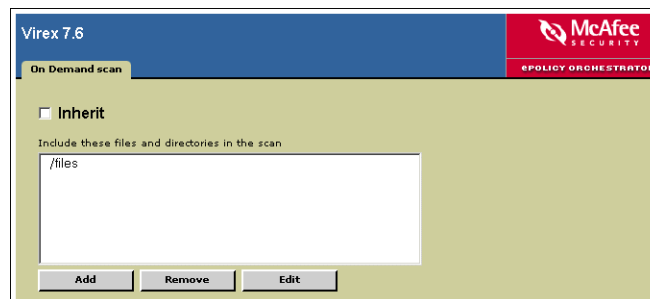 Virex 7.6
McAfee
SECURITY
On Demand scan
ePOLICY ORCHESTRATOR
Inherit
Include these files and directories in the scan
/files
Add
Remove
Edit